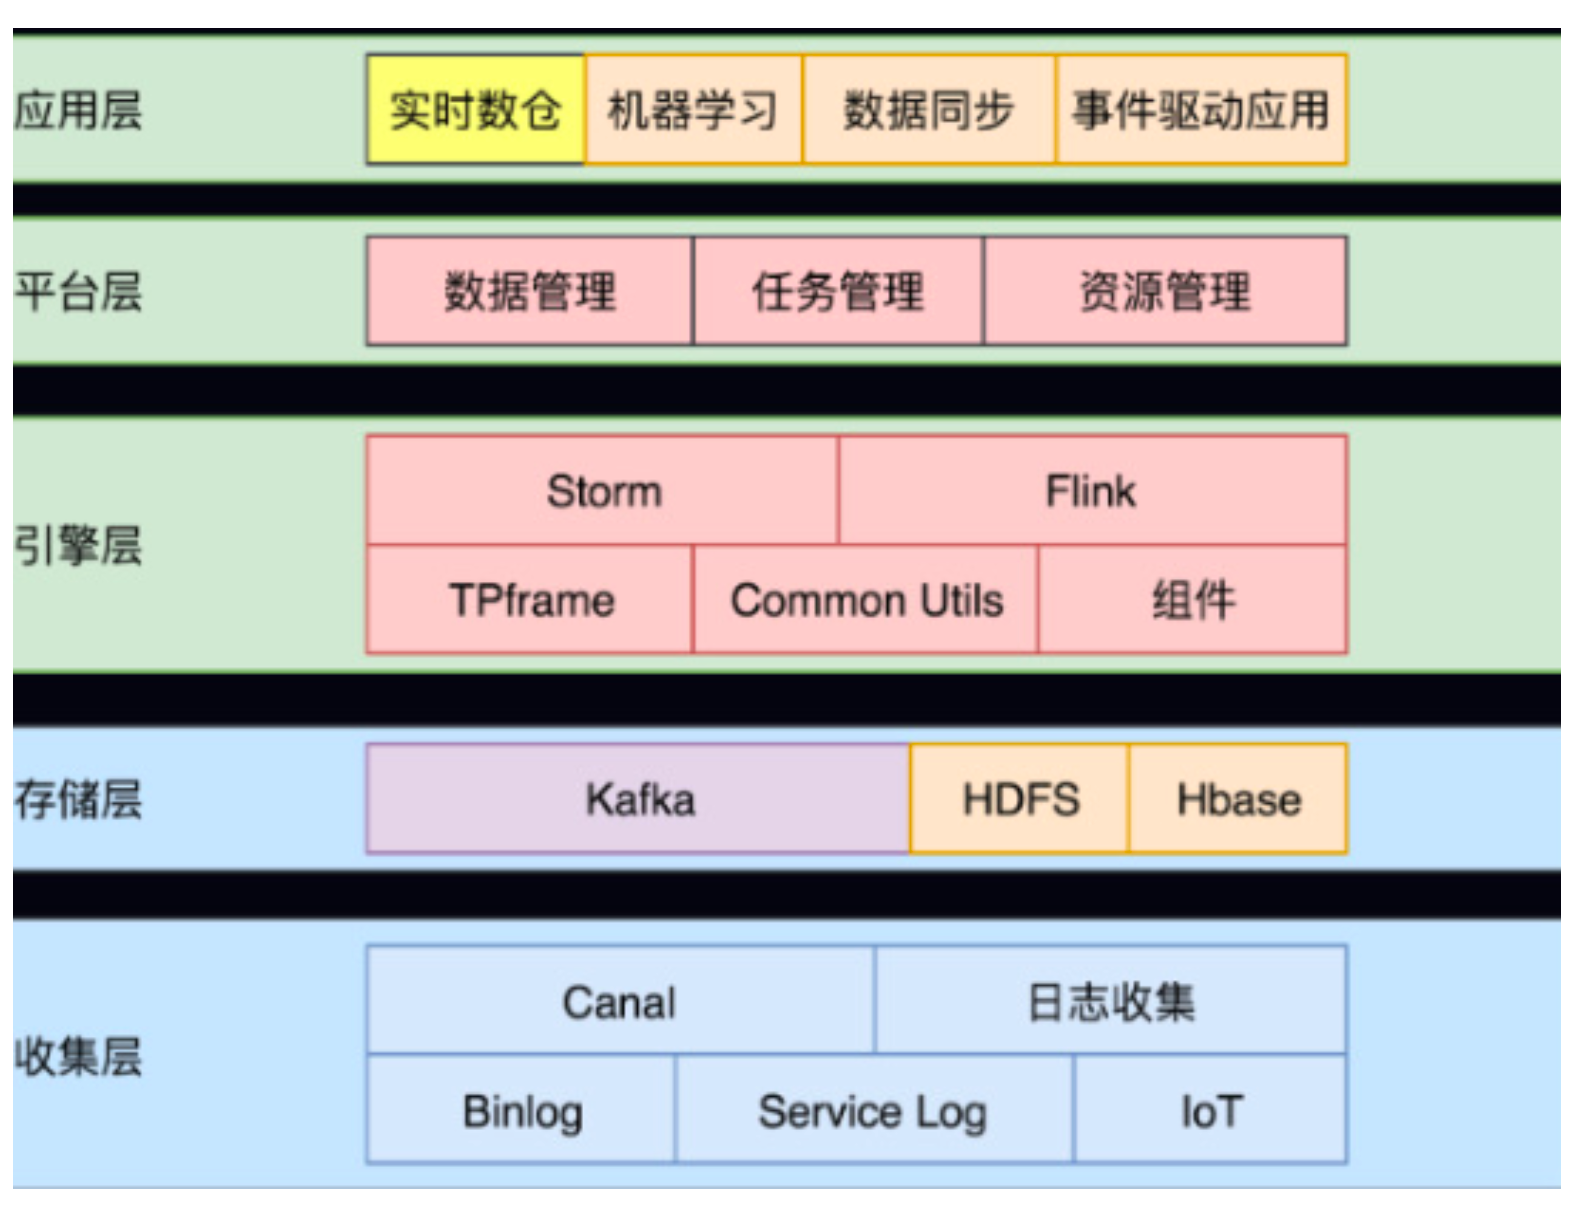 应用层
实时数仓 机器学习 数据同步 事件驱动应用
平台层
数据管理 任务管理 资源管理
引擎层
Storm Flink
TPframe Common Utils 组件
存储层
Kafka HDFS Hbase
收集层
Canal 日志收集
Binlog Service Log IoT